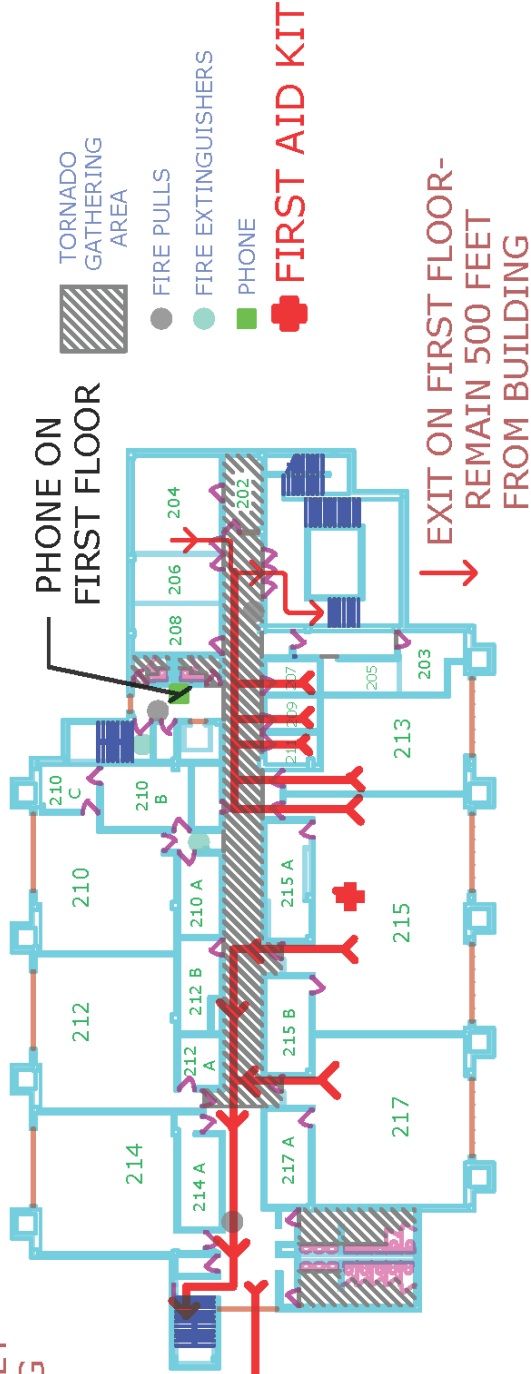 PHONE ON
FIRST FLOOR
TORNADO
GATHERING
AREA
FIRE PULLS
FIRE EXTINGUISHERS
PHONE
FIRST AID KIT
214
212
210
210
C
210
B
214 A
212
A
212 B
210 A
208
206
204
202
217 A
215 B
215 A
211
209
207
205
203
217
215
213
EXIT ON FIRST FLOOR-
REMAIN 500 FEET
FROM BUILDING